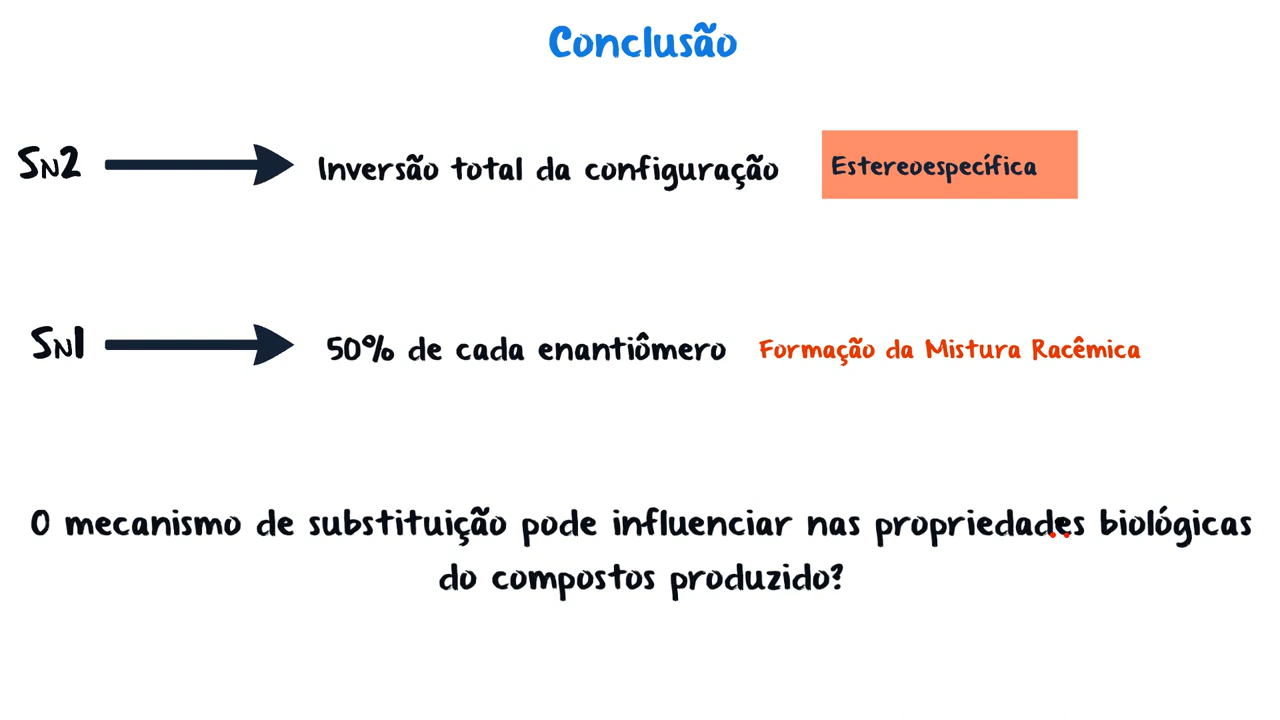 Conclusão
SN2 Inversão total da configuração Estereoespecífica
SN1 50% de cada enantiômero Formação da Mistura Racêmica
O mecanismo de substituição pode influenciar nas propriedades biológicas
do compostos produzido?